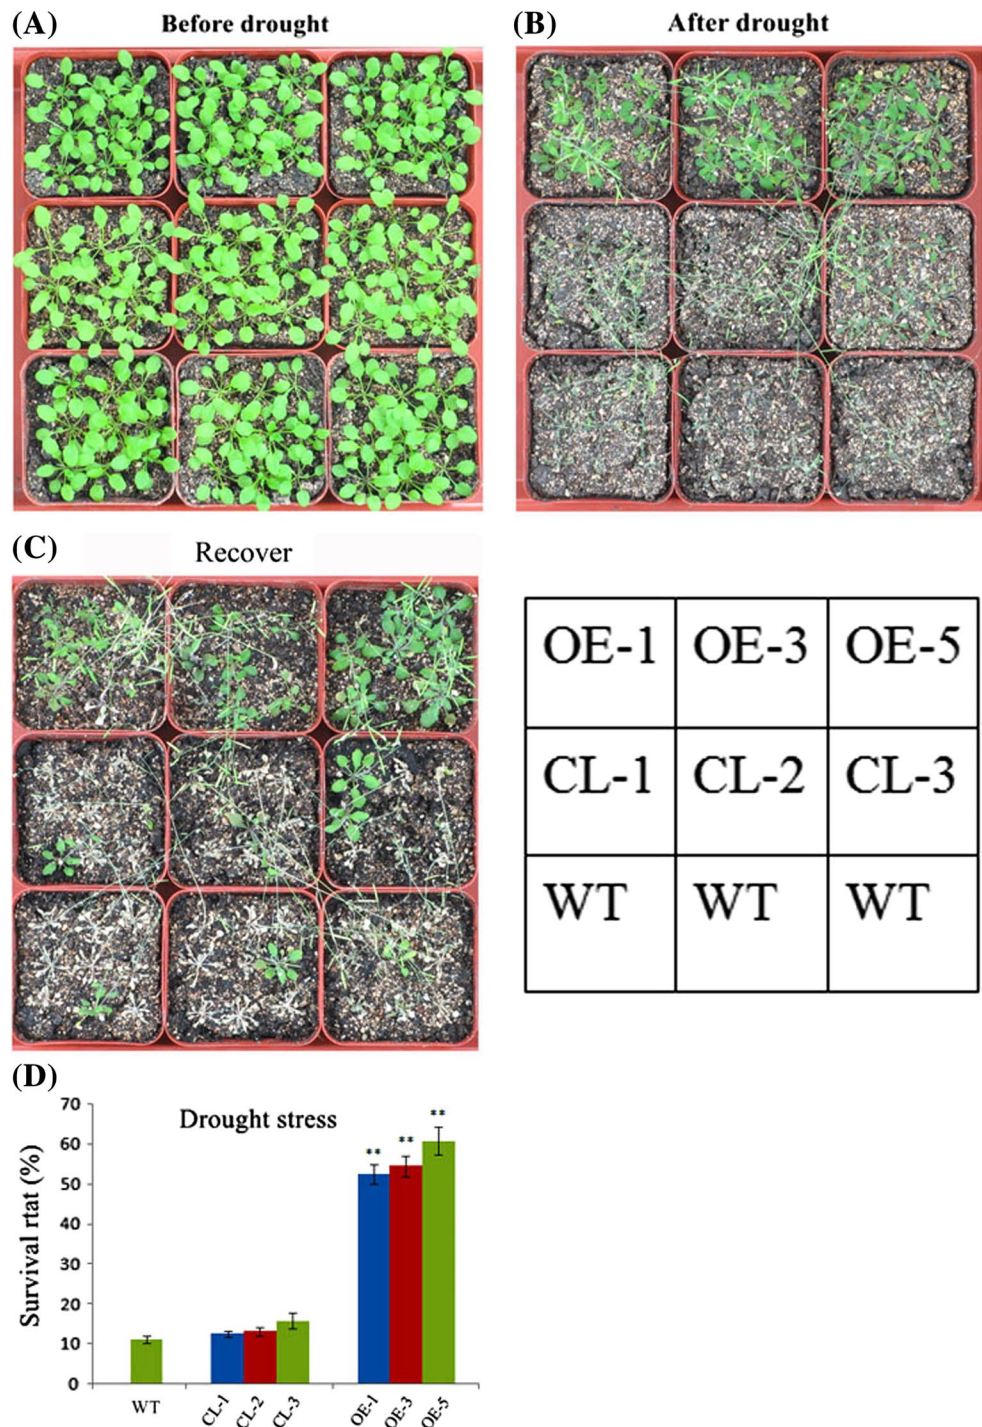 (A) Before drought
(B) After drought
(C) Recover
OE-1 OE-3 OE-5
CL-1 CL-2 CL-3
WT WT WT
(D)
Drought stress
Survival rtat (%)
70
60
50
40
30
20
10
0
** ** **
WT CL-1 CL-2 CL-3 OE-1 OE-3 OE-5